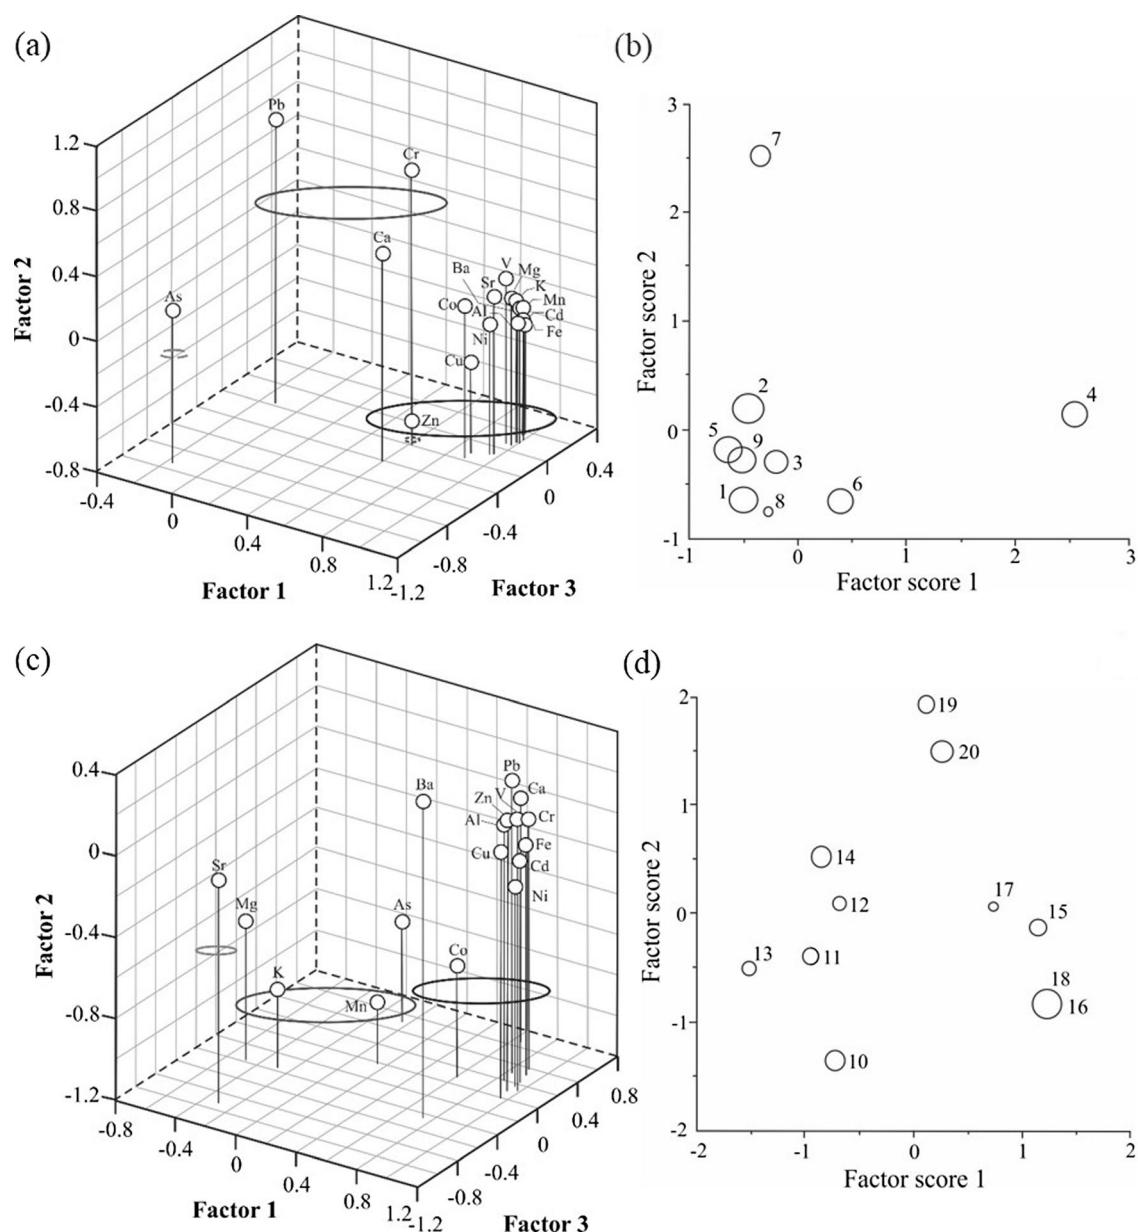 (a)
Pb
Cr
Ca
As
V
Mg
Ba
Sr
K
Co
Al
Mn
Cd
Ni
Fe
Cu
Zn
1.2
0.8
0.4
0
-0.4
-0.8
Factor 2
-0.4
0
0.4
0.8
1.2
Factor 1
-1.2
-0.8
-0.4
0
0.4
Factor 3
(b)
3
2
1
0
-1
Factor score 2
7
2
4
5
9
3
1
8
6
-1
0
1
2
3
Factor score 1
(c)
Pb
Ba
Ca
Zn
V
Al
Cr
Cu
Fe
Cd
Sr
Ni
Mg
As
Co
K
Mn
0.4
0
-0.4
-0.8
-1.2
Factor 2
-0.8
-0.4
0
0.4
0.8
1.2
Factor 1
-1.2
-0.8
-0.4
0
0.4
0.8
Factor 3
(d)
2
1
0
-1
-2
Factor score 2
19
20
14
12
17
15
13
11
18
16
10
-2
-1
0
1
2
Factor score 1